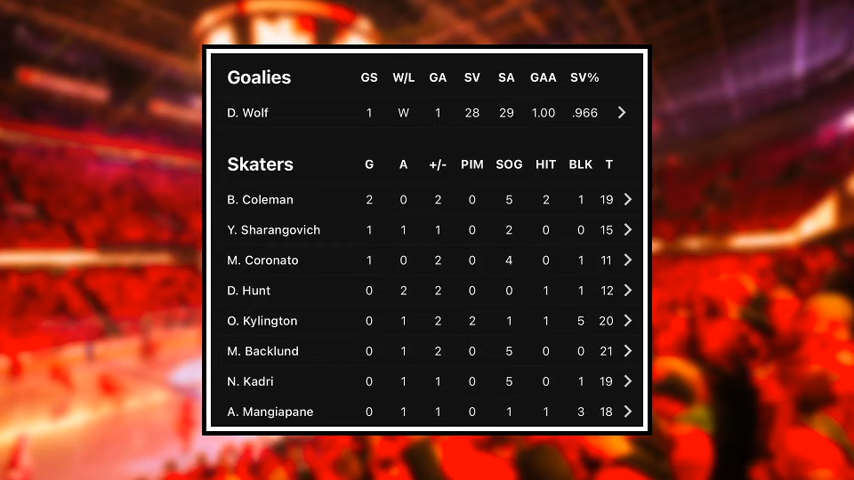 Goalies GS W/L GA SV SA GAA SV%
D. Wolf 1 W 1 28 29 1.00 .966
Skaters G A +/- PIM SOG HIT BLK T
B. Coleman 2 0 2 0 5 2 1 19
Y. Sharangovich 1 1 1 0 2 0 0 15
M. Coronato 1 0 2 0 4 0 1 11
D. Hunt 0 2 2 0 0 1 1 12
O. Kylington 0 1 2 2 1 1 5 20
M. Backlund 0 1 2 0 5 0 0 21
N. Kadri 0 1 1 0 5 0 1 19
A. Mangiapane 0 1 1 0 1 1 3 18